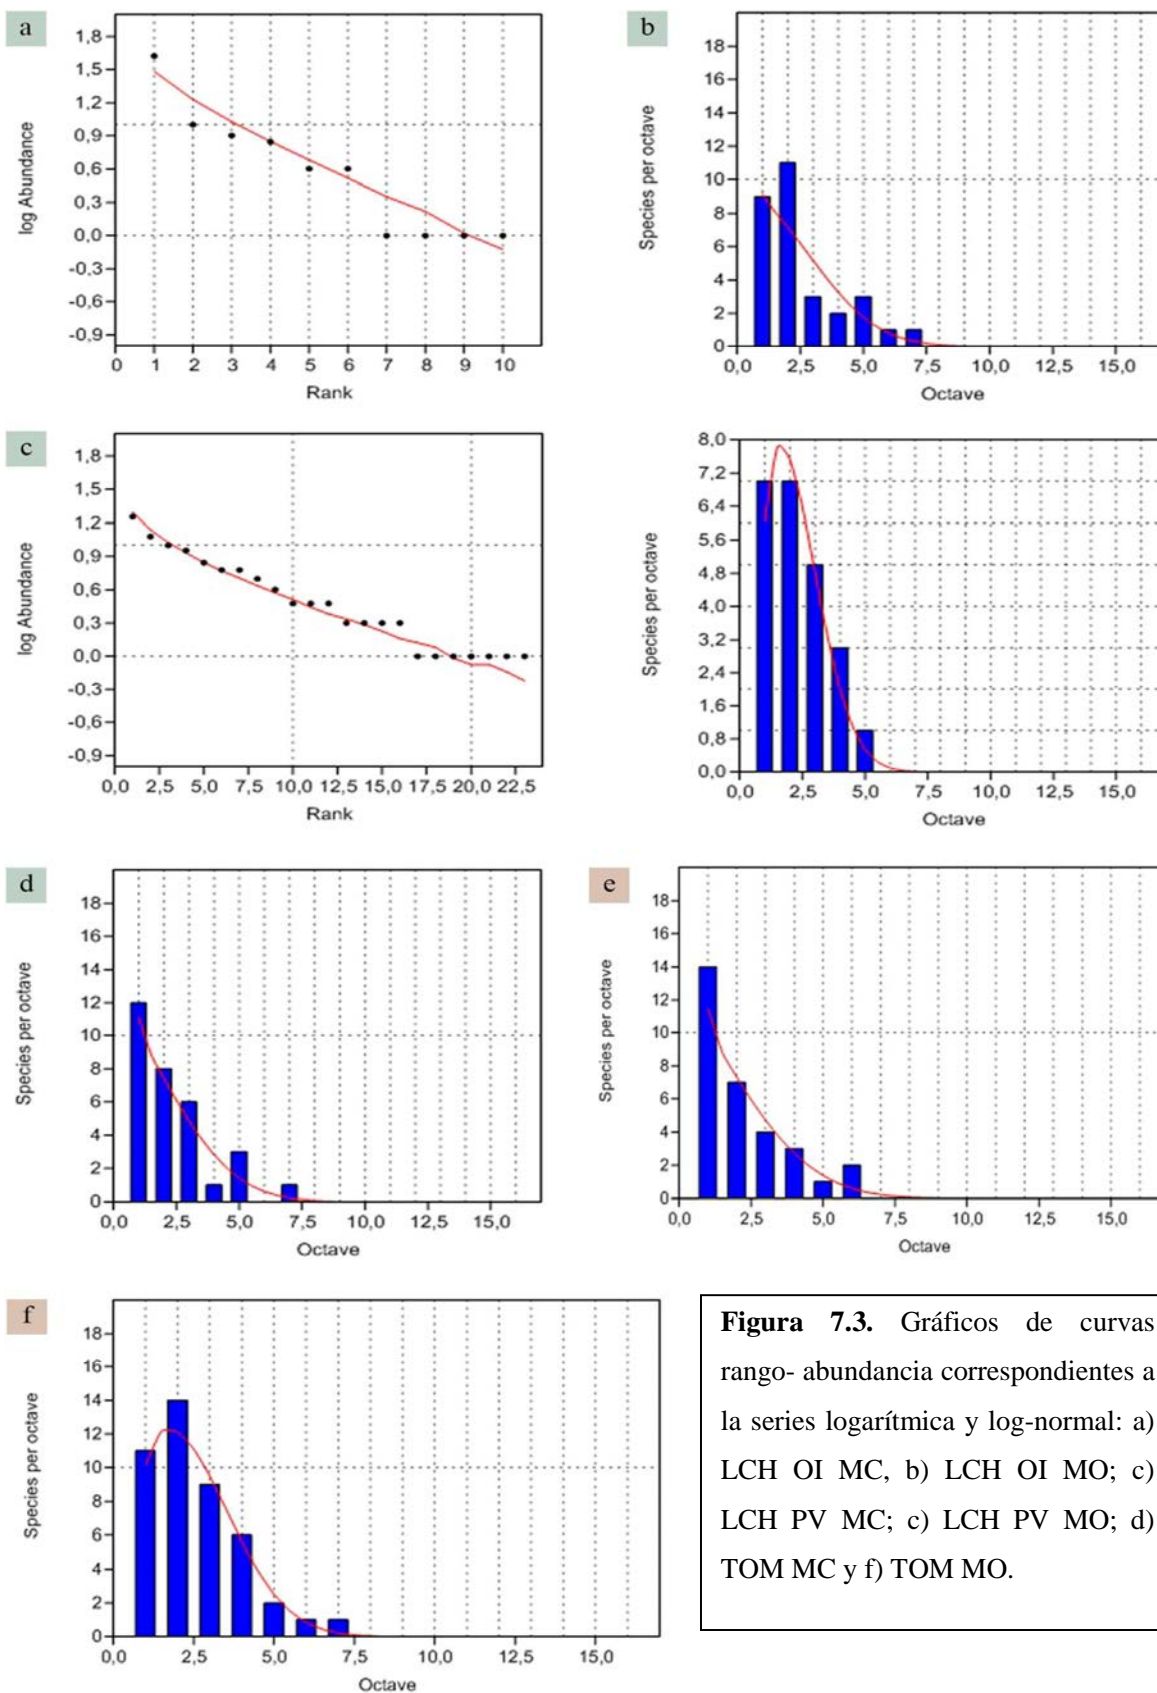 a
1,8
1,5
1,2
0,9
0,6
0,3
0,0
-0,3
-0,6
-0,9
log Abundance
0 1 2 3 4 5 6 7 8 9 10
Rank
b
18
16
14
12
10
8
6
4
2
0
Species per octave
0,0 2,5 5,0 7,5 10,0 12,5 15,0
Octave
c
1,8
1,5
1,2
0,9
0,6
0,3
0,0
-0,3
-0,6
-0,9
log Abundance
0,0 2,5 5,0 7,5 10,0 12,5 15,0 17,5 20,0 22,5
Rank
8,0
7,2
6,4
5,6
4,8
4,0
3,2
2,4
1,6
0,8
0,0
Species per octave
0,0 2,5 5,0 7,5 10,0 12,5 15,0
Octave
d
18
16
14
12
10
8
6
4
2
0
Species per octave
0,0 2,5 5,0 7,5 10,0 12,5 15,0
Octave
e
18
16
14
12
10
8
6
4
2
0
Species per octave
0,0 2,5 5,0 7,5 10,0 12,5 15,0
Octave
f
18
16
14
12
10
8
6
4
2
0
Species per octave
0,0 2,5 5,0 7,5 10,0 12,5 15,0
Octave
Figura 7.3. Gráficos de curvas
rango- abundancia correspondientes a
la series logarítmica y log-normal: a)
LCH OI MC, b) LCH OI MO; c)
LCH PV MC; c) LCH PV MO; d)
TOM MC y f) TOM MO.